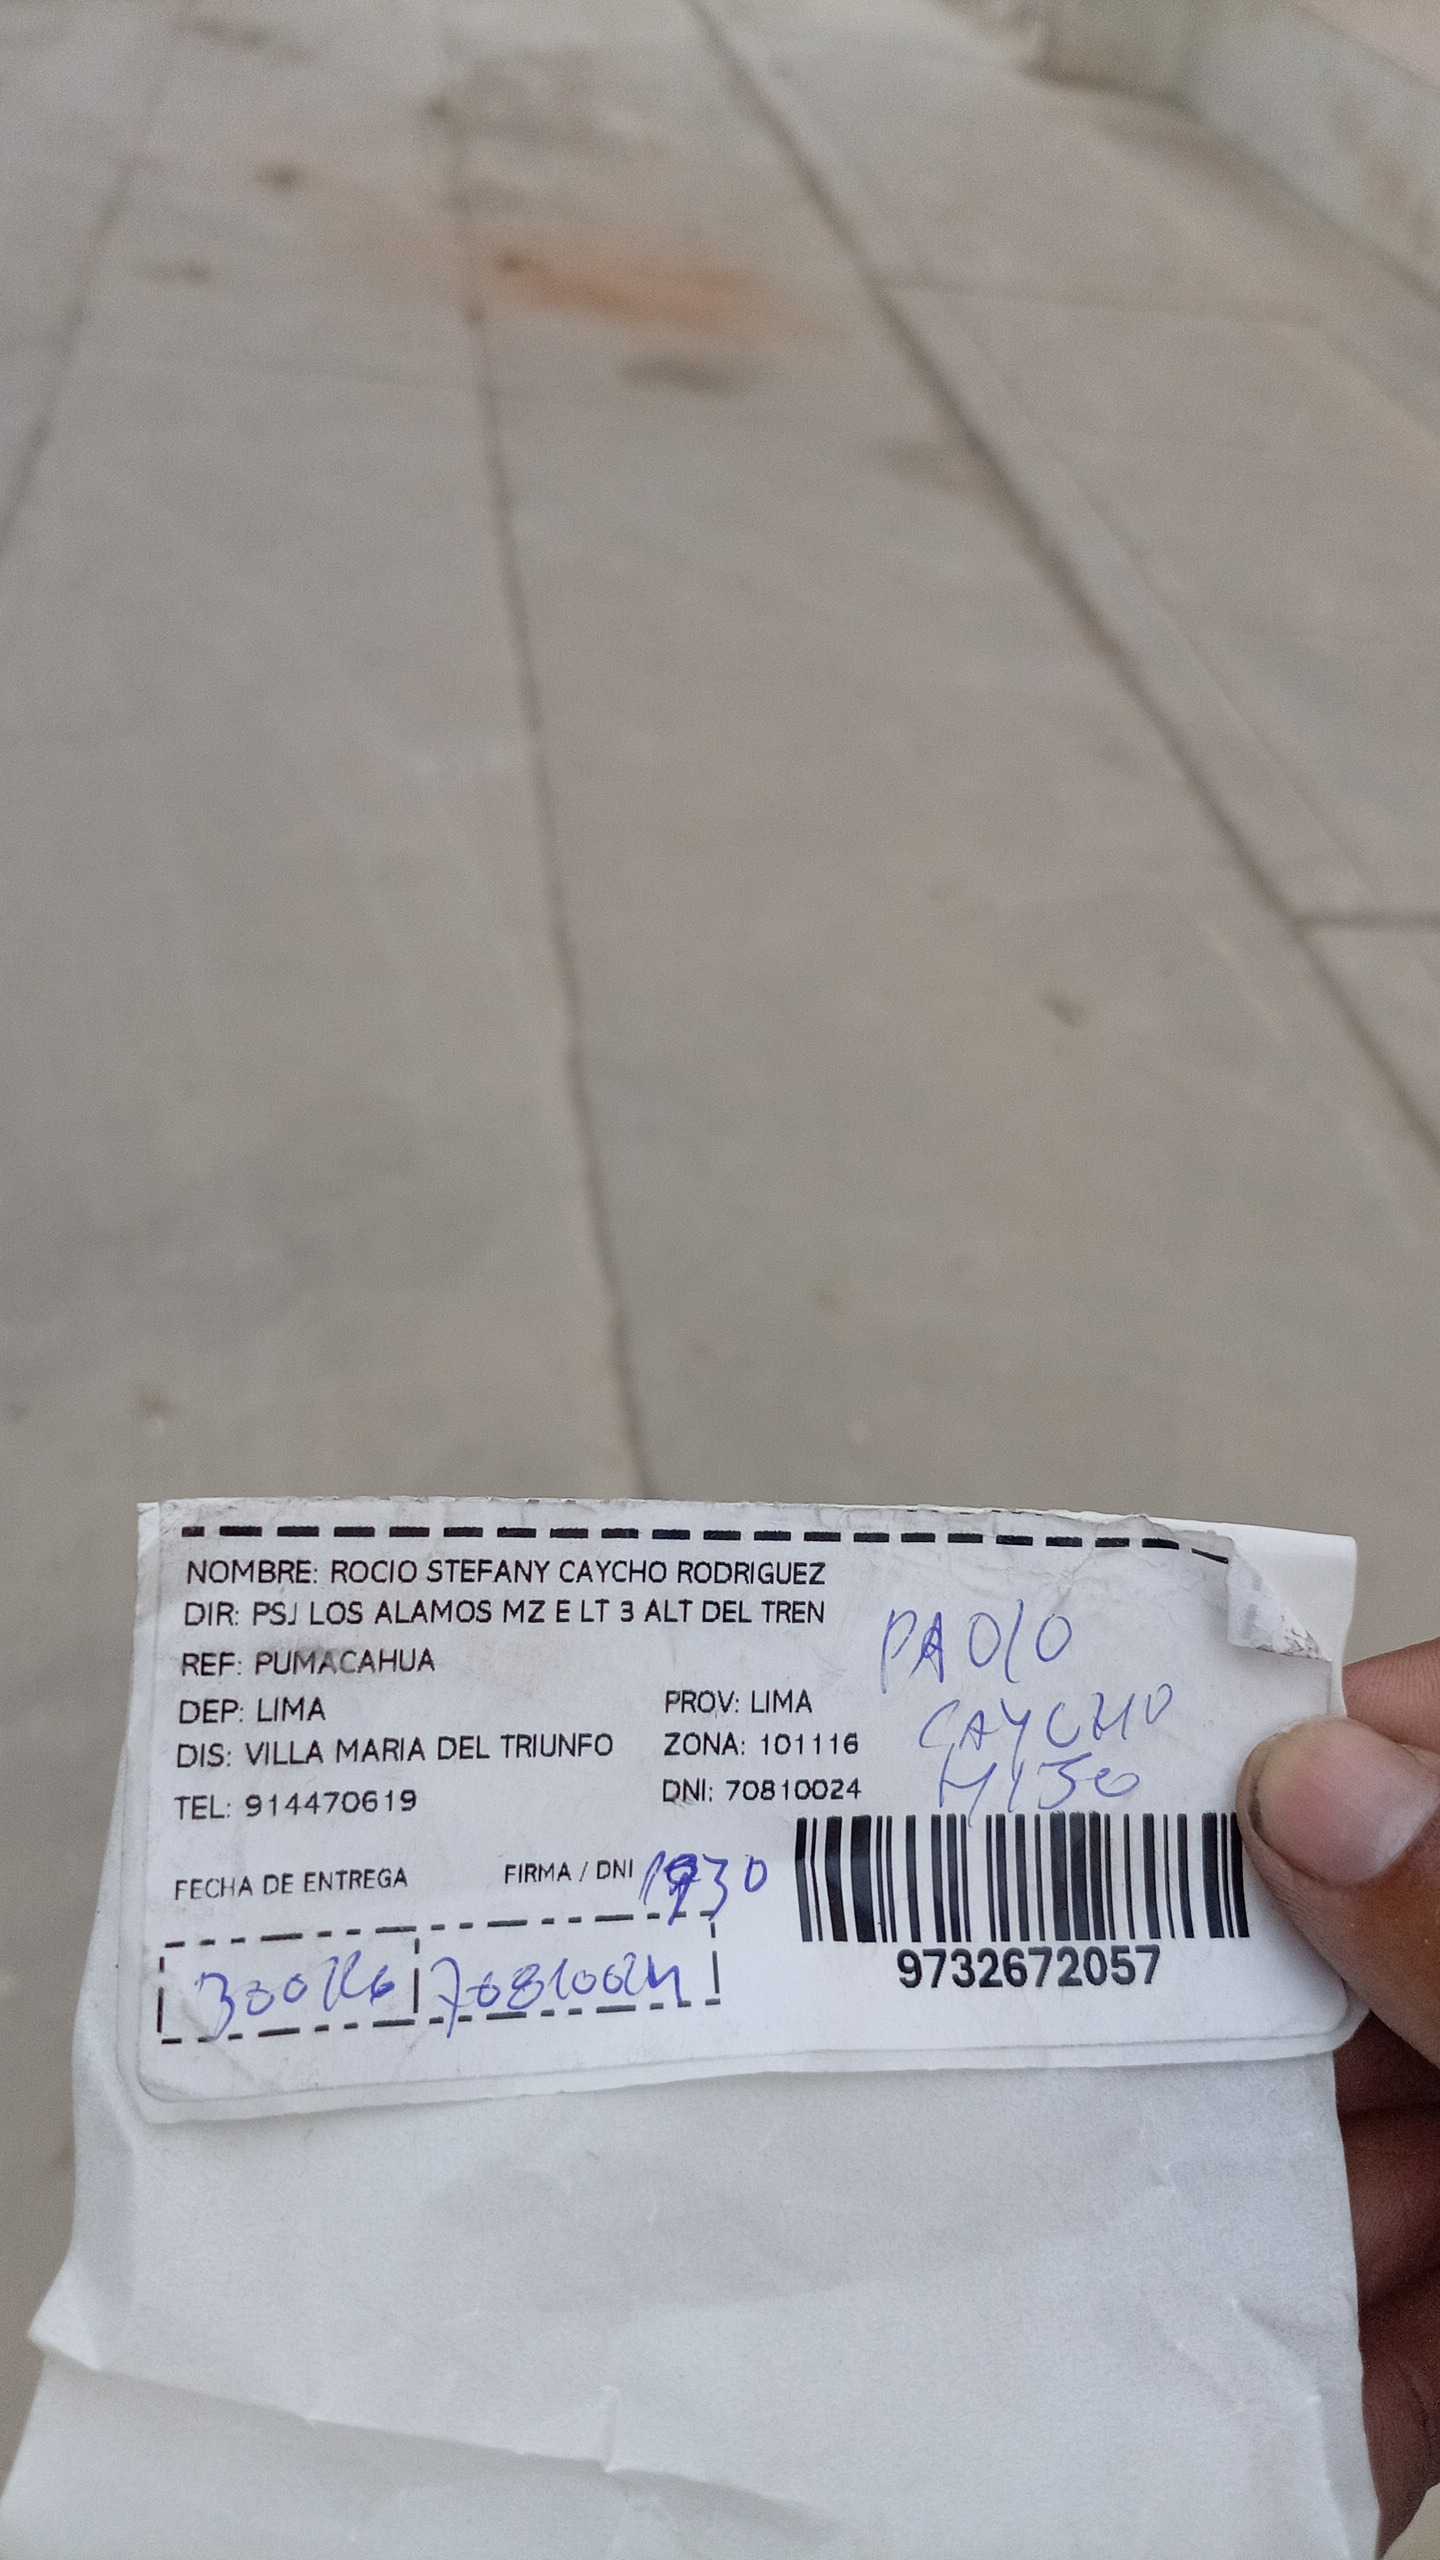 NOMBRE: ROCIO STEFANY CAYCHO RODRIGUEZ
DIR: PSJ LOS ALAMOS MZ E LT 3 ALT DEL TREN
REF: PUMACAHUA
DEP: LIMA PROV: LIMA
DIS: VILLA MARIA DEL TRIUNFO ZONA: 101116
TEL: 914470619 DNI: 70810024
PAOLO
CAYCHO
HIJO
FECHA DE ENTREGA FIRMA / DNI
70810024
9732672057